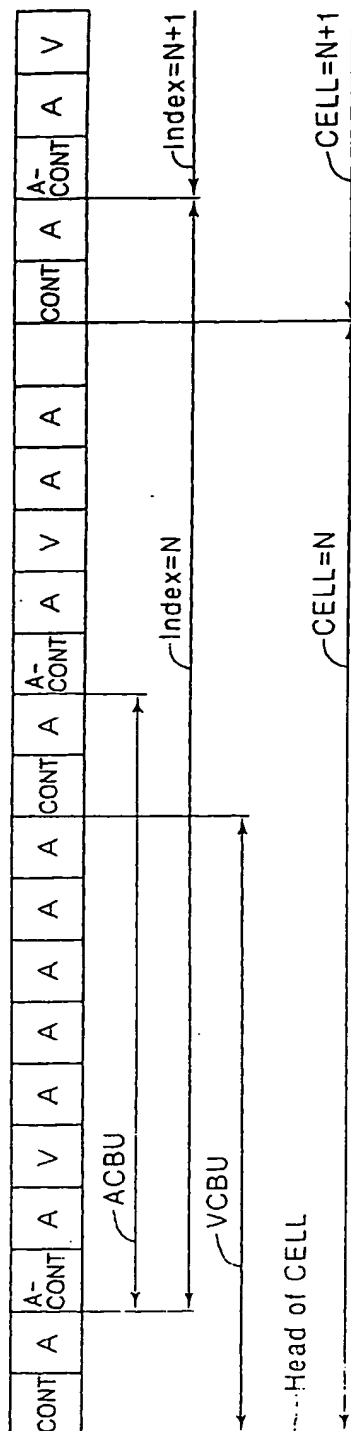 CONT A A-CONT A V A A A A A CONT A A-CONT A V A A CONT A A-CONT A V
ACBU
Index=N Index=N+1
VCBU
Head of CELL
CELL=N CELL=N+1